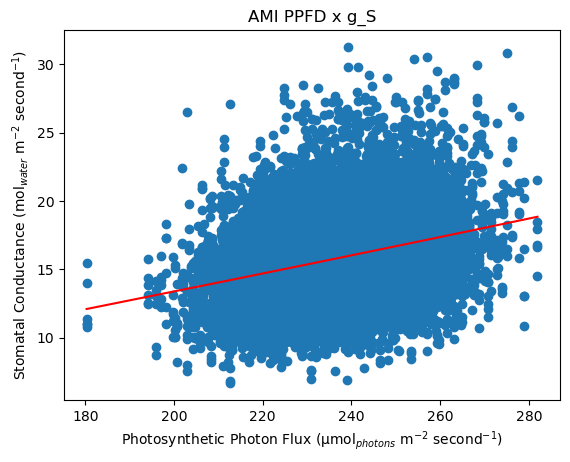 AMI PPFD x g_S
Stomatal Conductance (mol_water m⁻² second⁻¹)
30
25
20
15
10
180 200 220 240 260 280
Photosynthetic Photon Flux (μmol_photons m⁻² second⁻¹)